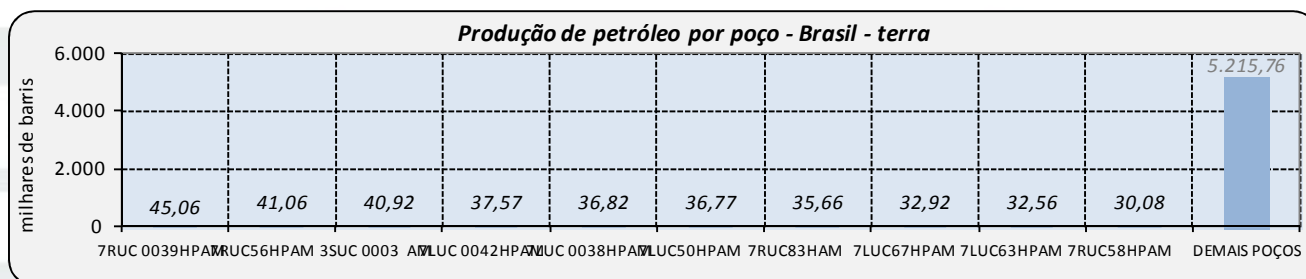 Produção de petróleo por poço - Brasil - terra
milhares de barris
6.000
4.000
2.000
0
45,06 41,06 40,92 37,57 36,82 36,77 35,66 32,92 32,56 30,08 5.215,76
7RUC 0039HPAM 7RUC56HPAM 3SUC 0003 AM 7LUC 0042HPAM 7LUC 0038HPAM 7LUC50HPAM 7RUC83HAM 7LUC67HPAM 7LUC63HPAM 7RUC58HPAM DEMAIS POÇOS